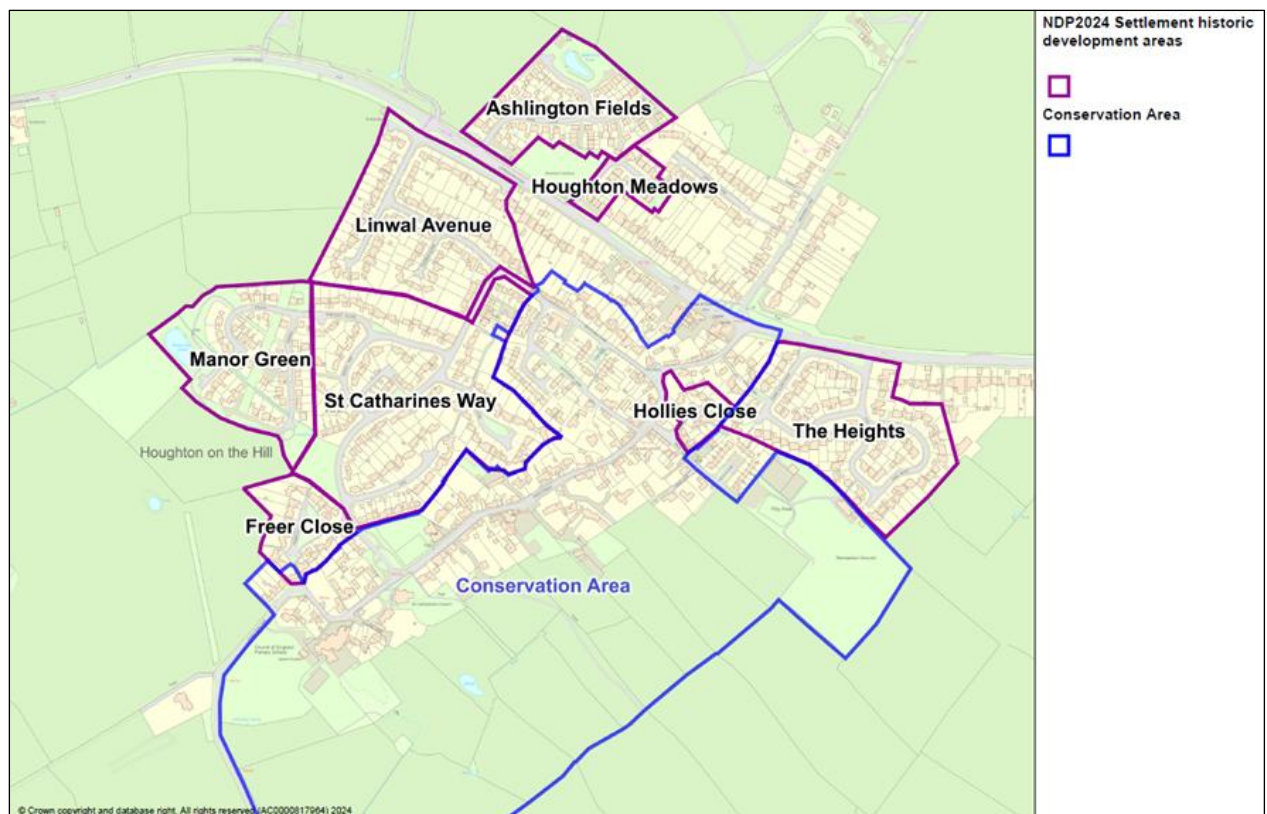 NDP2024 Settlement historic
development areas
Conservation Area
Ashlington Fields
Houghton Meadows
Linwal Avenue
Manor Green
St Catharines Way
Hollies Close
The Heights
Houghton on the Hill
Freer Close
Conservation Area
© Crown copyright and database right. All rights reserved (AC0000817964) 2024